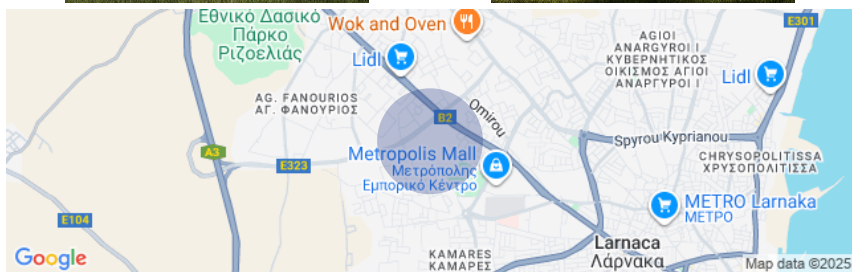 Εθνικό Δασικό
Πάρκο
Ριζοελιάς
Wok and Oven
Lidl
AGIOI
ANARGYROI I
ΚΥΒΕΡΝΗΤΙΚΟΣ
ΟΙΚΙΣΜΟΣ ΑΓΙΟΙ
ΑΝΑΡΓΥΡΟΙ Ι
E301
Lidl
AG. FANOURIOS
ΑΓ. ΦΑΝΟΥΡΙΟΣ
B2
Omirou
Spyrou Kyprianou
A3
E323
Metropolis Mall
Μετρόπολης
Εμπορικό Κέντρο
CHRYSOPOLITISSA
ΧΡΥΣΟΠΟΛΙΤΙΣΣΑ
METRO Larnaka
ΜΕΤΡΟ
E104
KAMARES
ΚΑΜΑΡΕΣ
Larnaca
Λάρνακα
Google
Map data ©2025